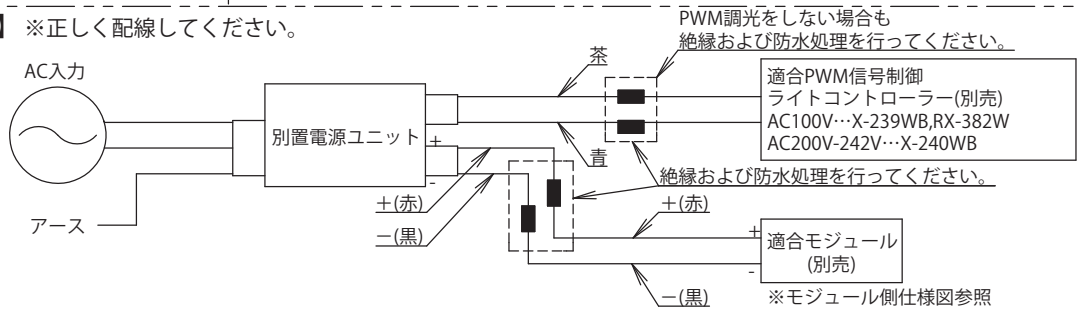 】 ※正しく配線してください。
PWM調光をしない場合も
絶縁および防水処理を行ってください。
AC入力
茶
適合PWM信号制御
ライトコントローラー(別売)
AC100V…X-239WB,RX-382W
AC200V-242V…X-240WB
別置電源ユニット
+
-
青
絶縁および防水処理を行ってください。
アース
+(赤)
−(黒)
+(赤)
−(黒)
+
-
適合モジュール
(別売)
※モジュール側仕様図参照